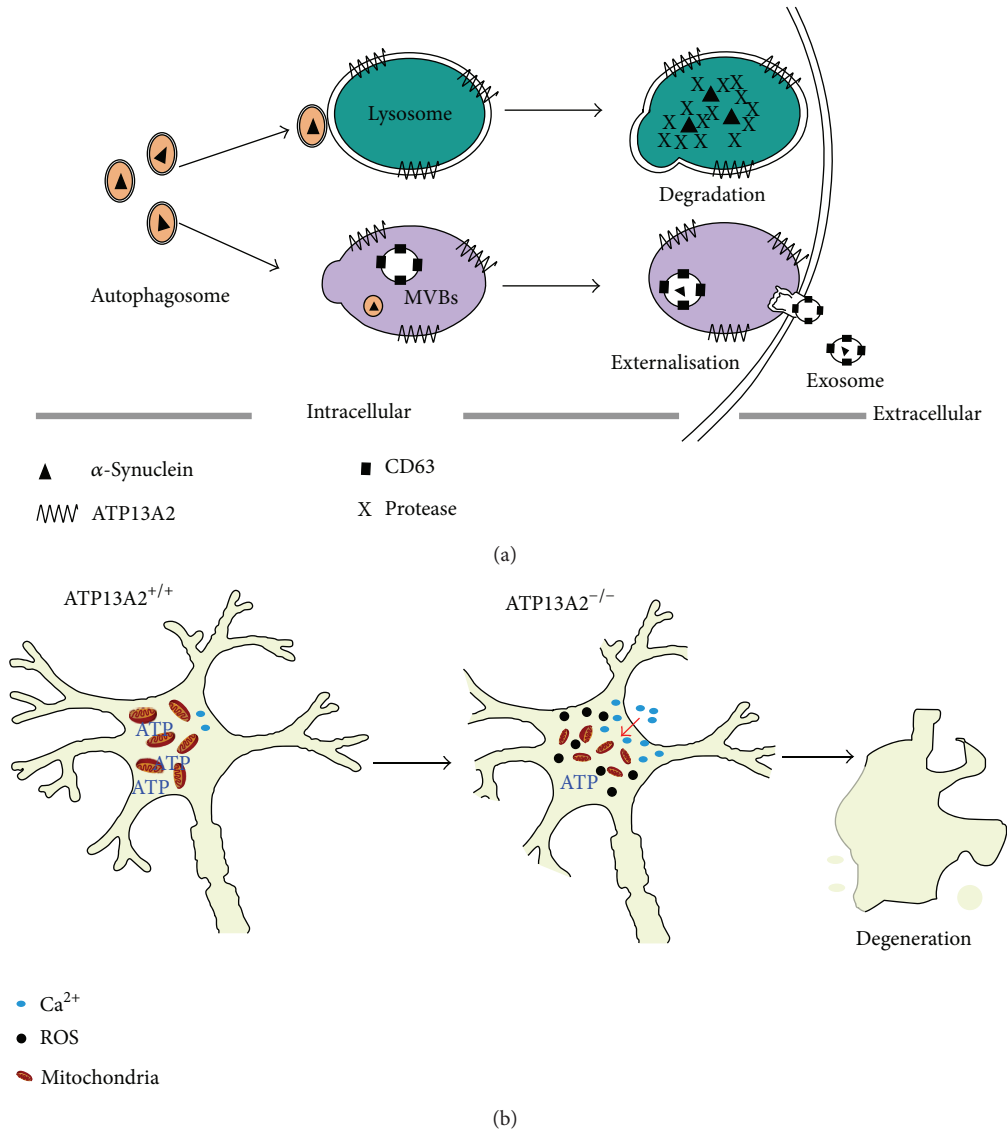 Lysosome
Degradation
Autophagosome
MVBs
Externalisation
Exosome
Intracellular
Extracellular
α-Synuclein
CD63
ATP13A2
X Protease
(a)
ATP13A2+/+
ATP13A2−/−
ATP
ATP
ATP
ATP
Degeneration
Ca2+
ROS
Mitochondria
(b)